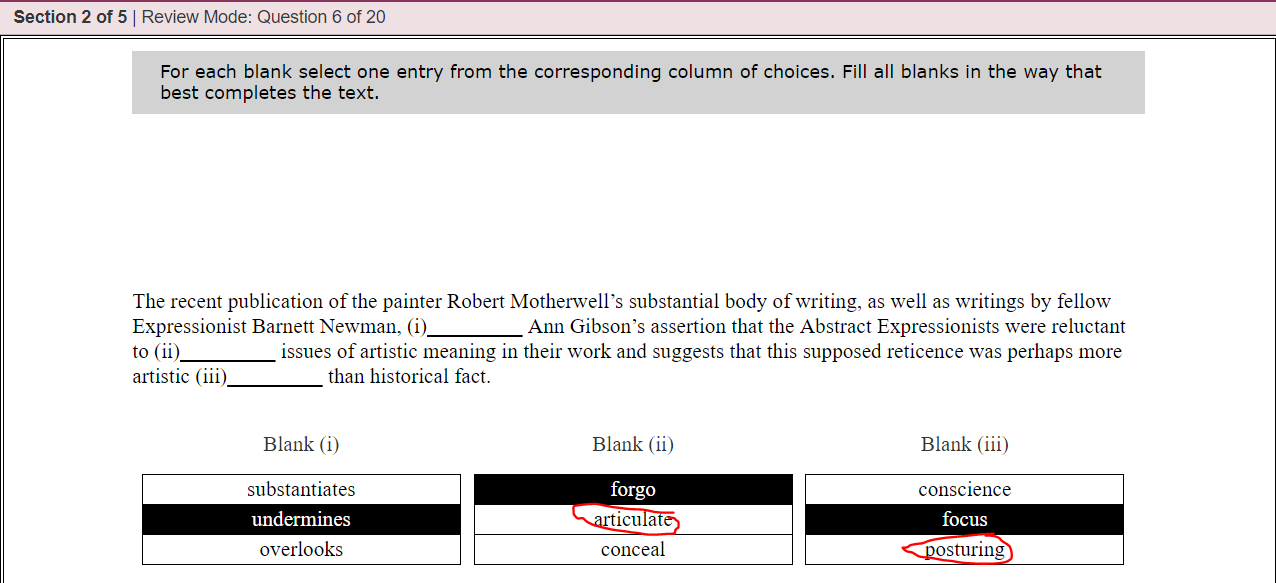 Section 2 of 5 | Review Mode: Question 6 of 20
For each blank select one entry from the corresponding column of choices. Fill all blanks in the way that
best completes the text.
The recent publication of the painter Robert Motherwell’s substantial body of writing, as well as writings by fellow
Expressionist Barnett Newman, (i)__________ Ann Gibson’s assertion that the Abstract Expressionists were reluctant
to (ii)__________ issues of artistic meaning in their work and suggests that this supposed reticence was perhaps more
artistic (iii)__________ than historical fact.
Blank (i) Blank (ii) Blank (iii)
substantiates forgo conscience
undermines articulate focus
overlooks conceal posturing